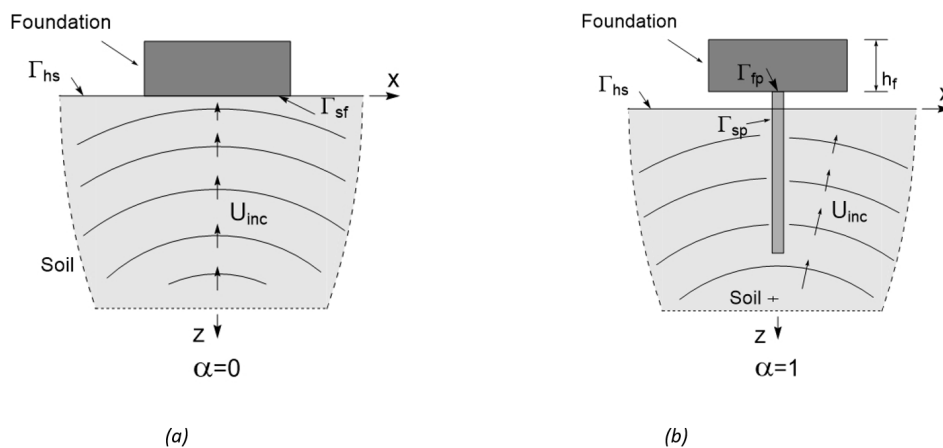 Foundation
Γhs
X
Γsf
Uinc
Soil
Z
α=0
(a)
Foundation
Γfp
hf
Γhs
X
Γsp
Uinc
Soil
Z
α=1
(b)